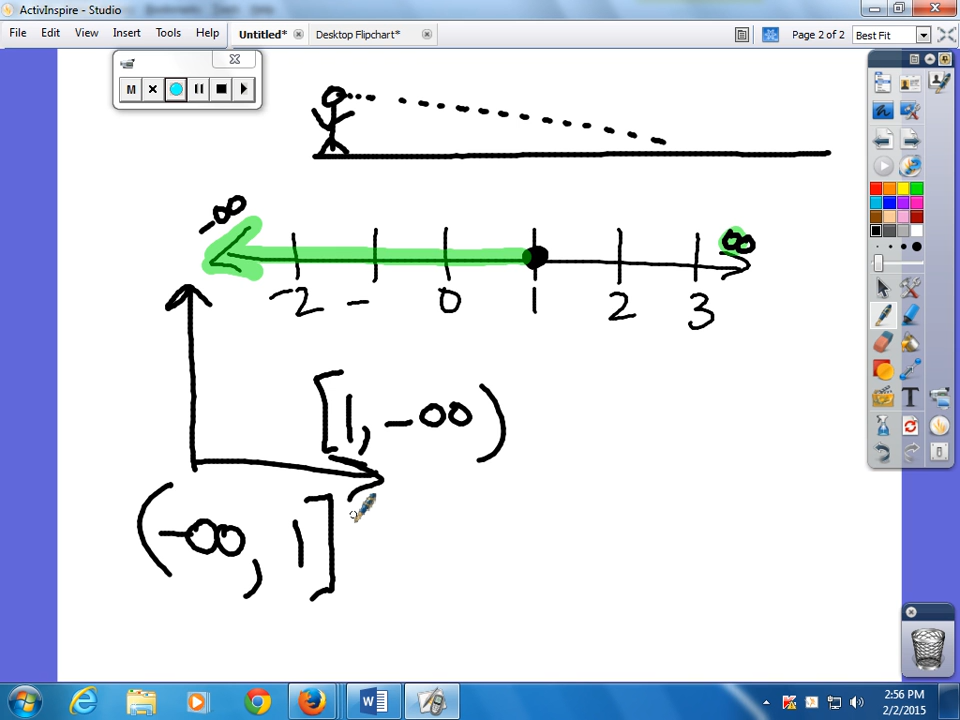 ActivInspire - Studio
File Edit View Insert Tools Help Untitled* Desktop Flipchart* Page 2 of 2 Best Fit
M
-∞ ∞
-2 - 0 1 2 3
[1, -∞)
(-∞, 1]
T
W
2:56 PM
2/2/2015